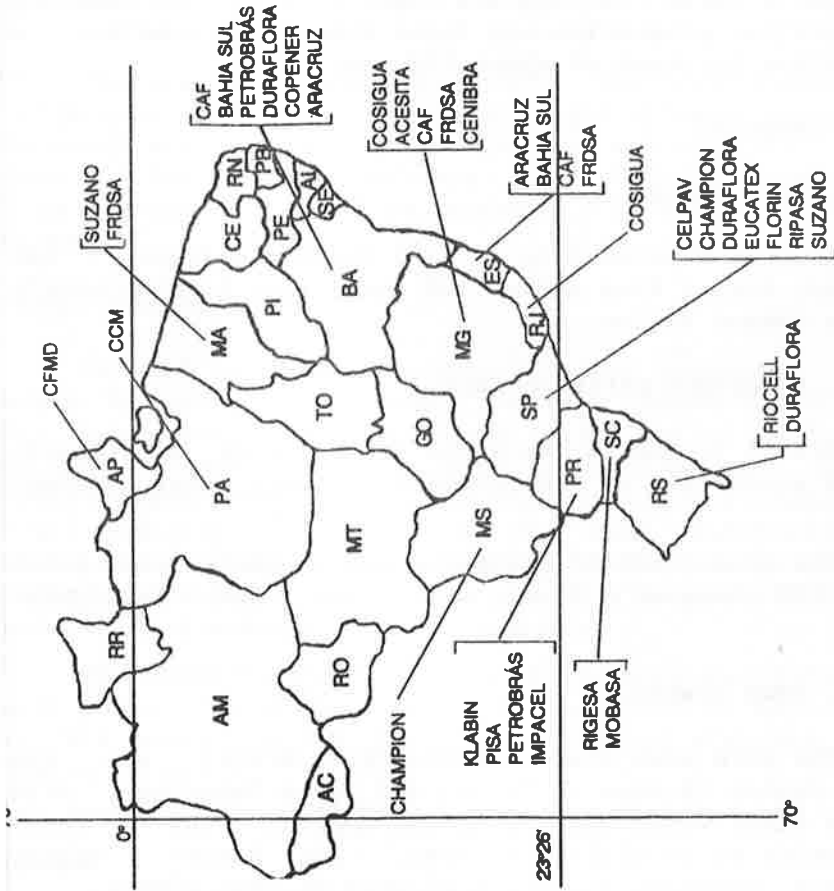 CFMD
CCM
SUZANO
FRDSA
CAF
BAHIA SUL
PETROBRÁS
DURAFLORA
COPENER
ARACRUZ
COSIGUA
ACESITA
CAF
FRDSA
CENIBRA
ARACRUZ
BAHIA SUL
CAF
FRDSA
COSIGUA
CELPAV
CHAMPION
DURAFLORA
EUCATEX
FLORIN
RIPASA
SUZANO
RIOCELL
DURAFLORA
RIGESA
MOBASA
KLABIN
PISA
PETROBRÁS
IMPACEL
CHAMPION
0°
23°26'
70°
RR
AP
AM
PA
MA
CE
RN
PB
PE
AL
SE
PI
BA
TO
AC
RO
MT
GO
MG
ES
RJ
MS
SP
PR
SC
RS